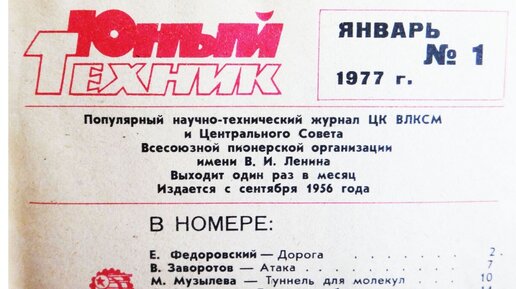 Юный
Техник
ЯНВАРЬ
№ 1
1977 г.
Популярный научно-технический журнал ЦК ВЛКСМ
и Центрального Совета
Всесоюзной пионерской организации
имени В. И. Ленина
Выходит один раз в месяц
Издается с сентября 1956 года
В НОМЕРЕ:
Е. Федоровский — Дорога 2
В. Заворотов — Атака 7
М. Музылева — Туннель для молекул 10